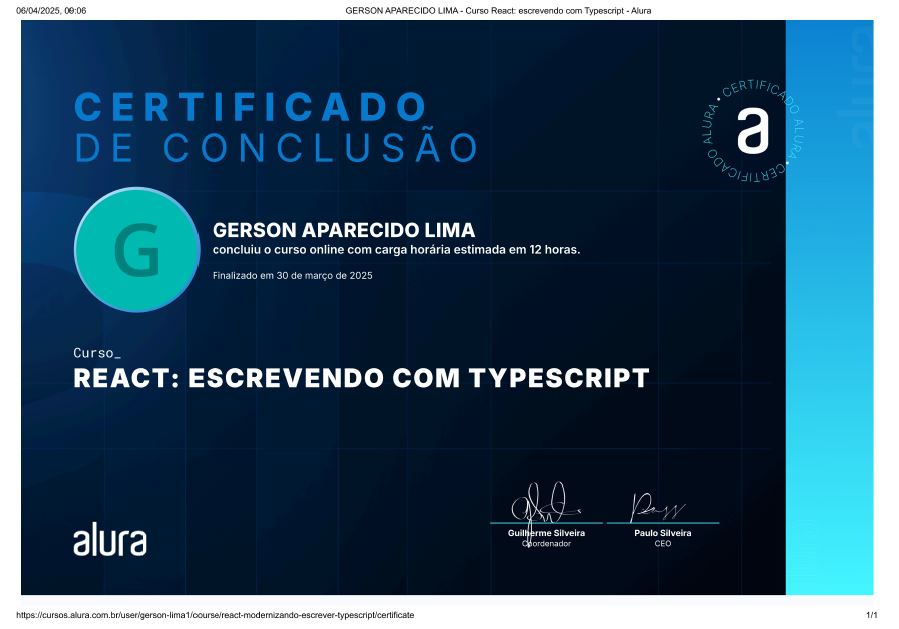 06/04/2025, 09:06
GERSON APARECIDO LIMA - Curso React: escrevendo com Typescript - Alura
CERTIFICADO
DE CONCLUSÃO
CERTIFICADO ALURA • CERTIFICADO ALURA •
a
alura
G
GERSON APARECIDO LIMA
concluiu o curso online com carga horária estimada em 12 horas.
Finalizado em 30 de março de 2025
Curso_
REACT: ESCREVENDO COM TYPESCRIPT
alura
Guilherme Silveira
Coordenador
Paulo Silveira
CEO
https://cursos.alura.com.br/user/gerson-lima1/course/react-modernizando-escrever-typescript/certificate
1/1